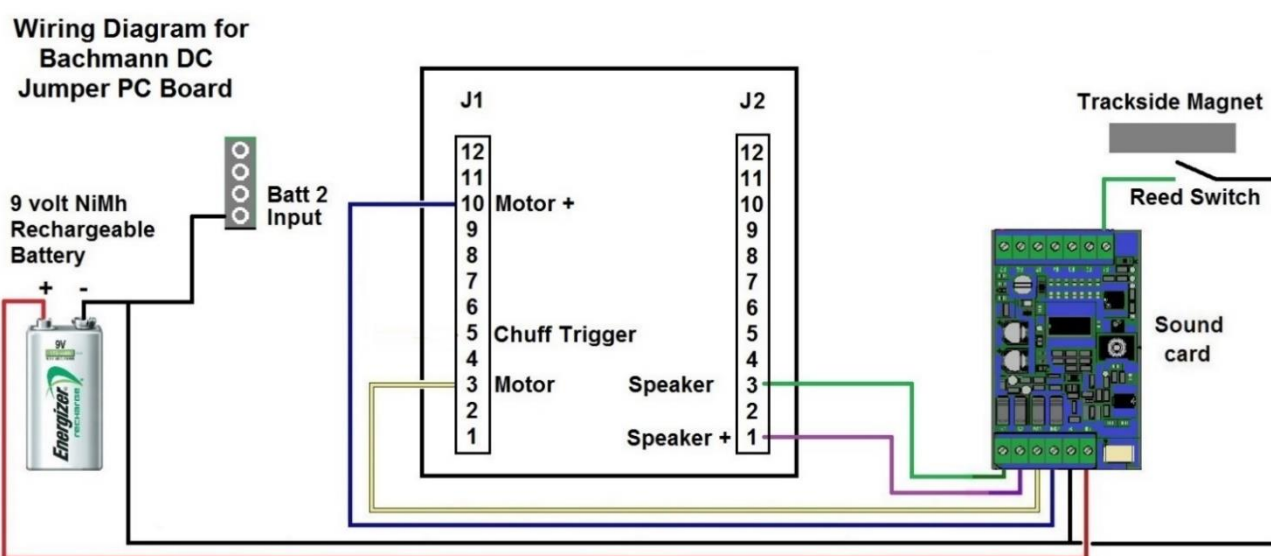 Wiring Diagram for
Bachmann DC
Jumper PC Board
J1
J2
Trackside Magnet
Reed Switch
9 volt NiMh
Rechargeable
Battery
+ -
Batt 2
Input
9V
Energizer
RECHARGE
12
11
10 Motor +
9
8
7
6
5 Chuff Trigger
4
3 Motor
2
1
12
11
10
9
8
7
6
5
4
Speaker 3
2
Speaker + 1
Sound
card